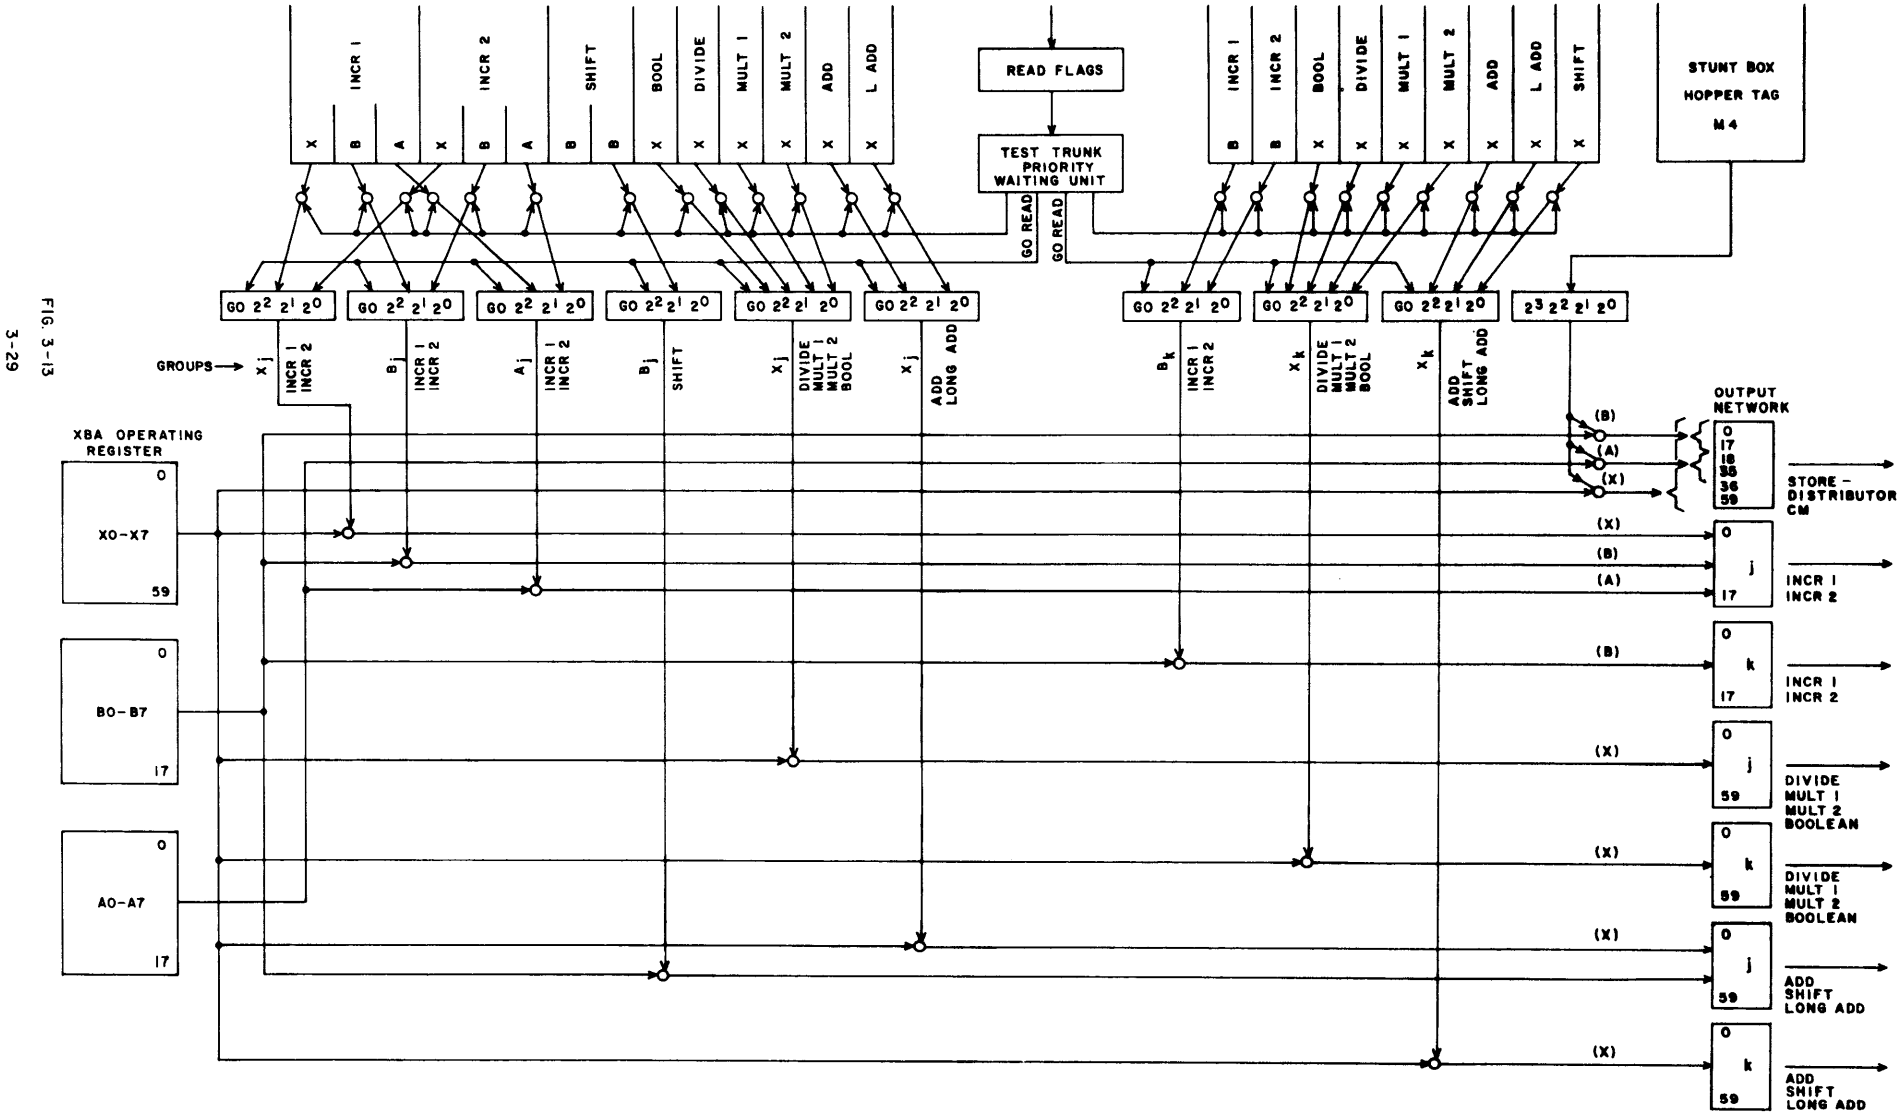 INCR 1
INCR 2
SHIFT
BOOL
DIVIDE
MULT 1
MULT 2
ADD
L ADD
X B A X B A B B X X X X X X
READ FLAGS
TEST TRUNK
PRIORITY
WAITING UNIT
GO READ
GO READ
INCR 1
INCR 2
BOOL
DIVIDE
MULT 1
MULT 2
ADD
L ADD
SHIFT
B B X X X X X X X
STUNT BOX
HOPPER TAG
M4
GO 2² 2¹ 2⁰
GO 2² 2¹ 2⁰
GO 2² 2¹ 2⁰
GO 2² 2¹ 2⁰
GO 2² 2¹ 2⁰
GO 2² 2¹ 2⁰
GO 2² 2¹ 2⁰
GO 2² 2¹ 2⁰
GO 2² 2¹ 2⁰
2³ 2² 2¹ 2⁰
GROUPS
Xj
INCR 1
INCR 2
Bj
INCR 1
INCR 2
Aj
INCR 1
INCR 2
Bj
SHIFT
Xj
DIVIDE
MULT 1
MULT 2
BOOL
Xj
ADD
LONG ADD
Bk
INCR 1
INCR 2
Xk
DIVIDE
MULT 1
MULT 2
BOOL
Xk
ADD
SHIFT
LONG ADD
FIG. 3-13
3-29
XBA OPERATING
REGISTER
0
X0-X7
59
0
B0-B7
17
0
A0-A7
17
OUTPUT
NETWORK
(B)
(A)
(X)
0
17
18
35
36
59
STORE-
DISTRIBUTOR
CM
(X)
(B)
(A)
0
j
17
INCR 1
INCR 2
(B)
0
k
17
INCR 1
INCR 2
(X)
0
j
59
DIVIDE
MULT 1
MULT 2
BOOLEAN
(X)
0
k
59
DIVIDE
MULT 1
MULT 2
BOOLEAN
(X)
0
j
59
ADD
SHIFT
LONG ADD
(X)
0
k
59
ADD
SHIFT
LONG ADD